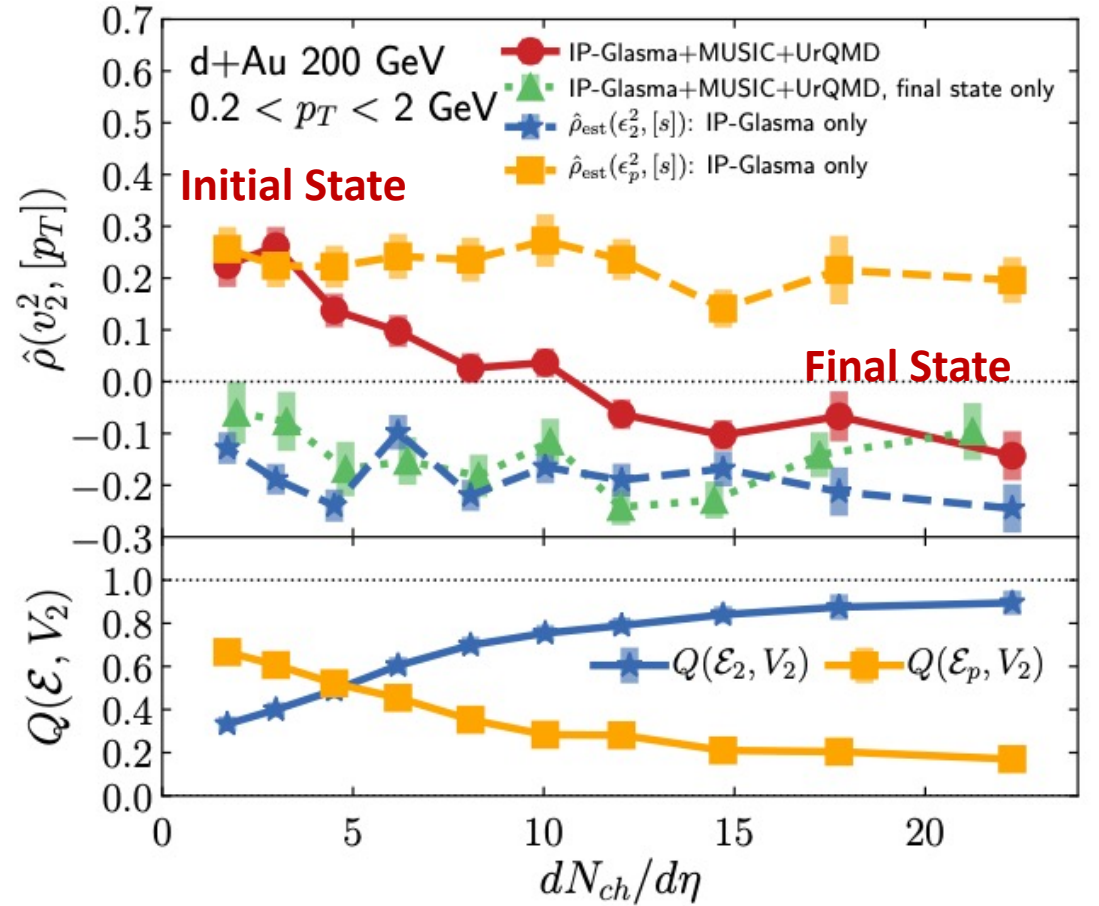 d+Au 200 GeV
0.2 < p_T < 2 GeV
IP-Glasma+MUSIC+UrQMD
IP-Glasma+MUSIC+UrQMD, final state only
ρ̂_est(ϵ_2^2, [s]): IP-Glasma only
ρ̂_est(ϵ_p^2, [s]): IP-Glasma only
Initial State
Final State
ρ̂(v_2^2, [p_T])
0.7
0.6
0.5
0.4
0.3
0.2
0.1
0.0
−0.1
−0.2
−0.3
Q(ℰ, V_2)
1.0
0.8
0.6
0.4
0.2
0.0
Q(ℰ_2, V_2)
Q(ℰ_p, V_2)
0 5 10 15 20
dN_ch/dη